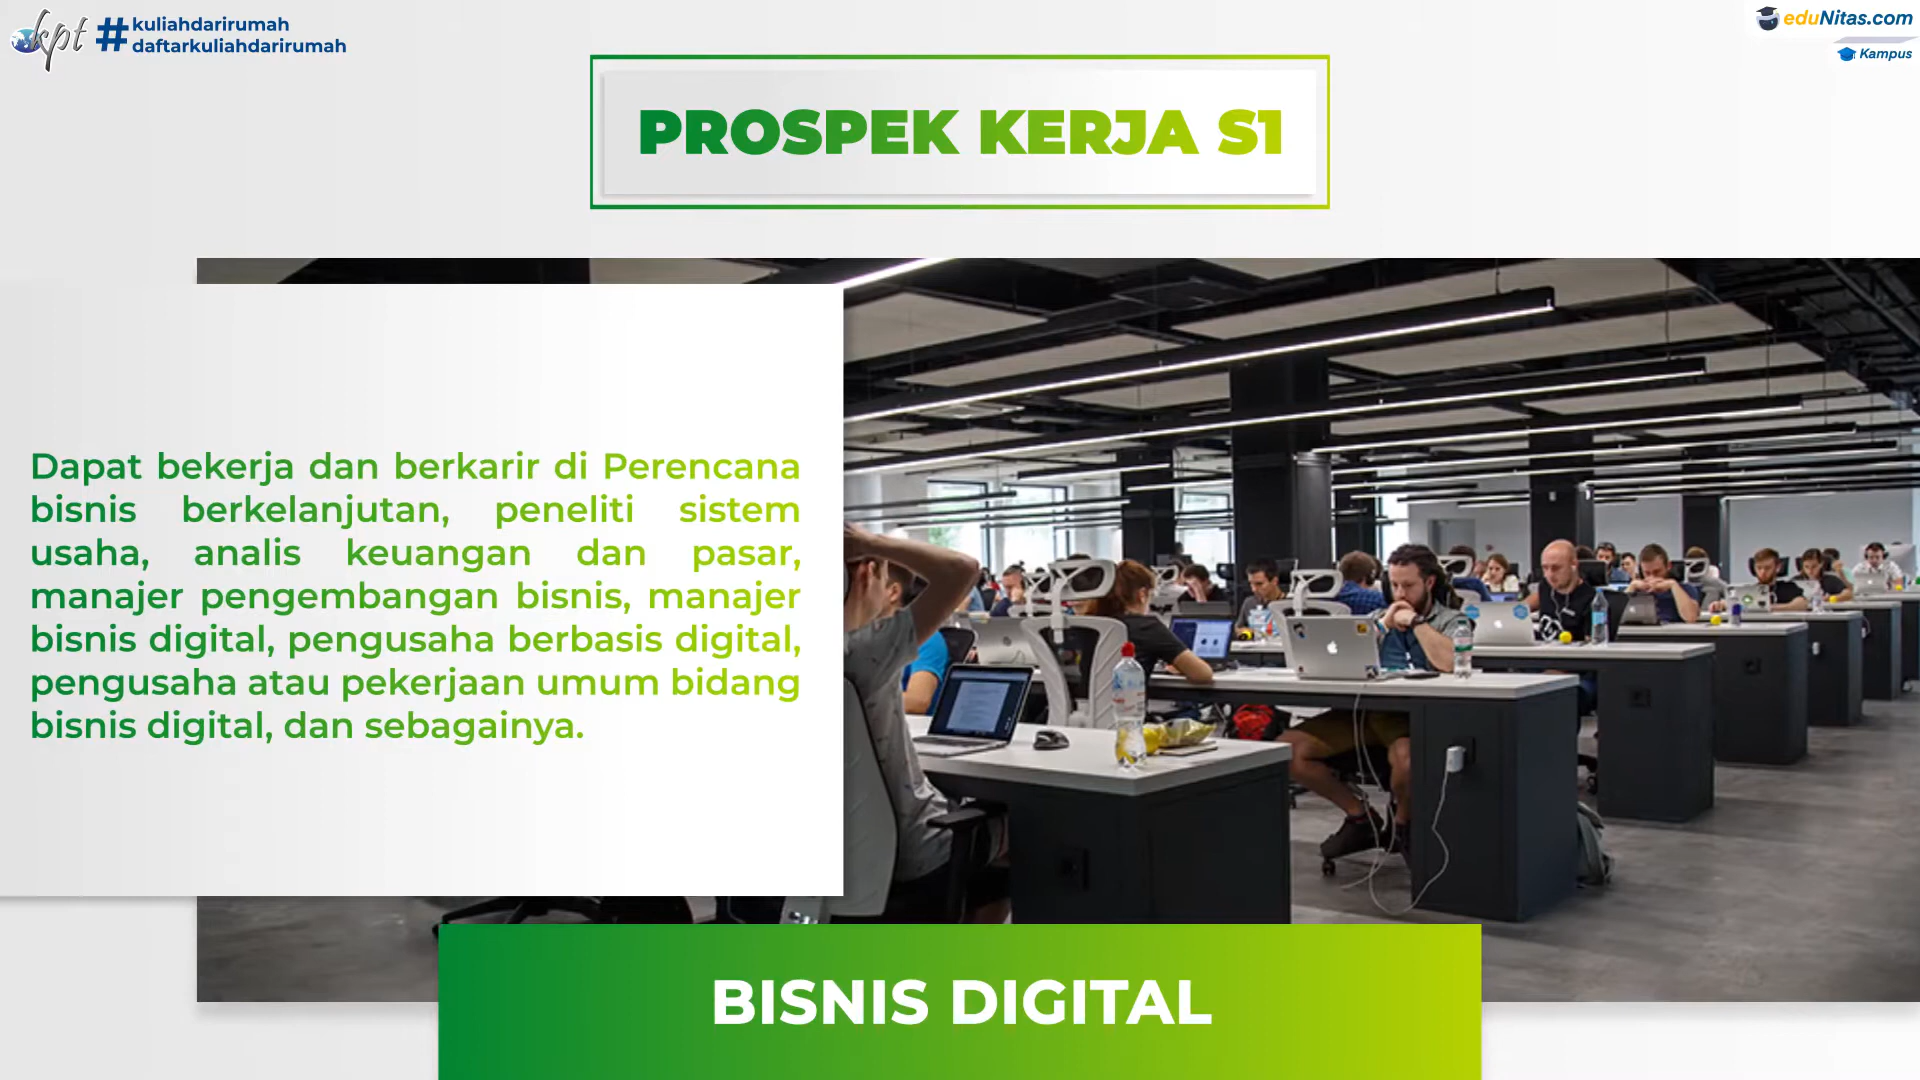 kpt #kuliahdarirumah
daftarkuliahdarirumah
eduNitas.com
Kampus
PROSPEK KERJA S1
Dapat bekerja dan berkarir di Perencana
bisnis berkelanjutan, peneliti sistem
usaha, analis keuangan dan pasar,
manajer pengembangan bisnis, manajer
bisnis digital, pengusaha berbasis digital,
pengusaha atau pekerjaan umum bidang
bisnis digital, dan sebagainya.
BISNIS DIGITAL